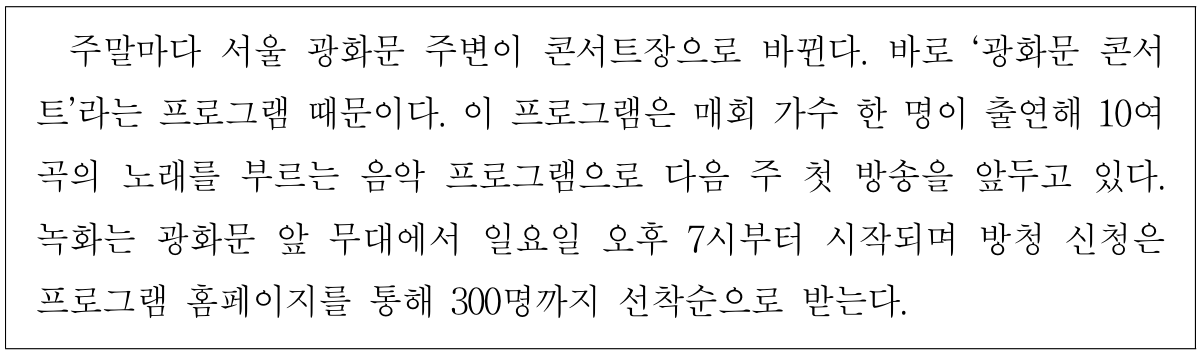 주말마다 서울 광화문 주변이 콘서트장으로 바뀐다. 바로 ‘광화문 콘서
트’라는 프로그램 때문이다. 이 프로그램은 매회 가수 한 명이 출연해 10여
곡의 노래를 부르는 음악 프로그램으로 다음 주 첫 방송을 앞두고 있다.
녹화는 광화문 앞 무대에서 일요일 오후 7시부터 시작되며 방청 신청은
프로그램 홈페이지를 통해 300명까지 선착순으로 받는다.